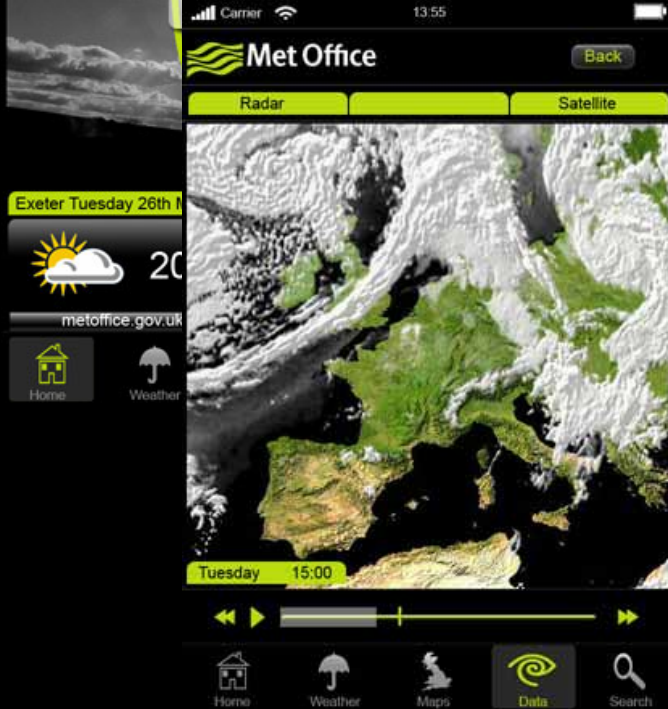 Carrier 13:55
Met Office Back
Radar Satellite
Tuesday 15:00
Home Weather Maps Data Search
Exeter Tuesday 26th
20
metoffice.gov.uk
Home Weather